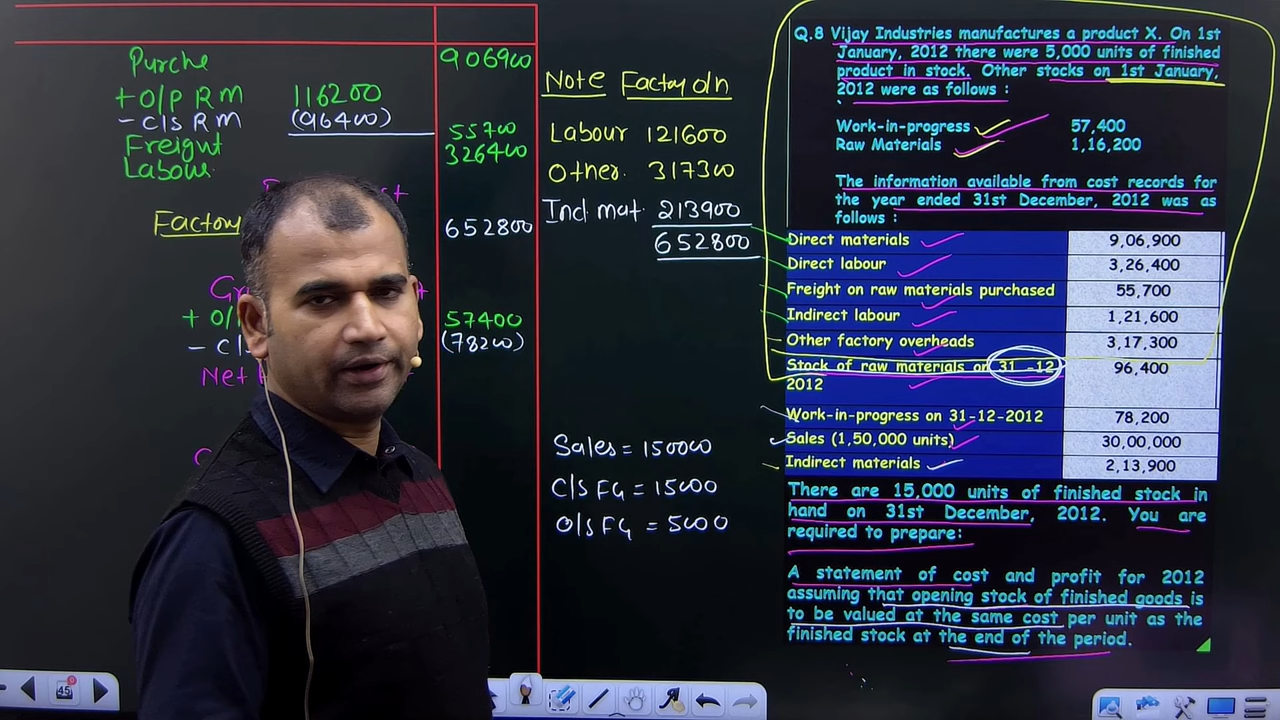 Purche 906900
+O/P RM 116200
- C/S RM (96400)
Freight 55700
Labour 326400
Factory 652800
+ O/ 57400
- C/S (78200)
Net
Note Factory o/n
Labour 121600
Other. 317300
Ind mat. 213900
652800
Sales = 150000
C/S FG = 15000
O/S FG = 5000
Q.8 Vijay Industries manufactures a product X. On 1st
January, 2012 there were 5,000 units of finished
product in stock. Other stocks on 1st January,
2012 were as follows :
Work-in-progress 57,400
Raw Materials 1,16,200
The information available from cost records for
the year ended 31st December, 2012 was as
follows :
Direct materials 9,06,900
Direct labour 3,26,400
Freight on raw materials purchased 55,700
Indirect labour 1,21,600
Other factory overheads 3,17,300
Stock of raw materials on 31 -12 96,400
2012
Work-in-progress on 31-12-2012 78,200
Sales (1,50,000 units) 30,00,000
Indirect materials 2,13,900
There are 15,000 units of finished stock in
hand on 31st December, 2012. You are
required to prepare:
A statement of cost and profit for 2012
assuming that opening stock of finished goods is
to be valued at the same cost per unit as the
finished stock at the end of the period.
45